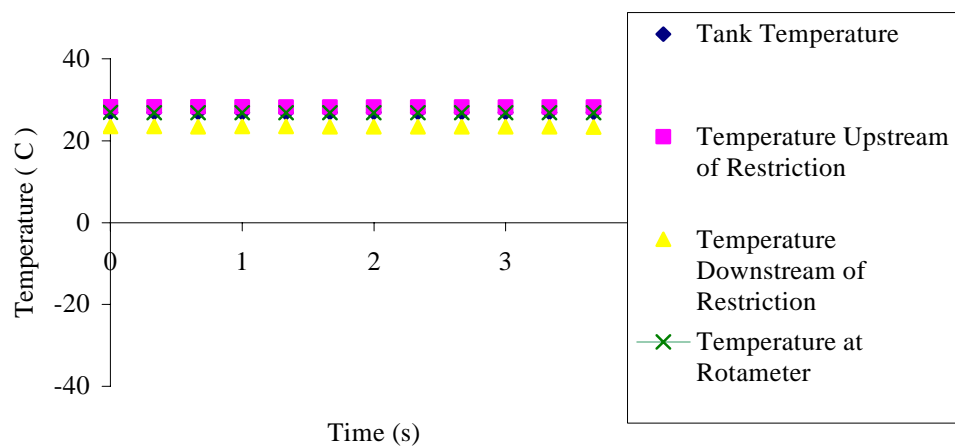 40
20
0
-20
-40
0
1
2
3
Temperature ( C)
Time (s)
Tank Temperature
Temperature Upstream
of Restriction
Temperature
Downstream of
Restriction
Temperature at
Rotameter